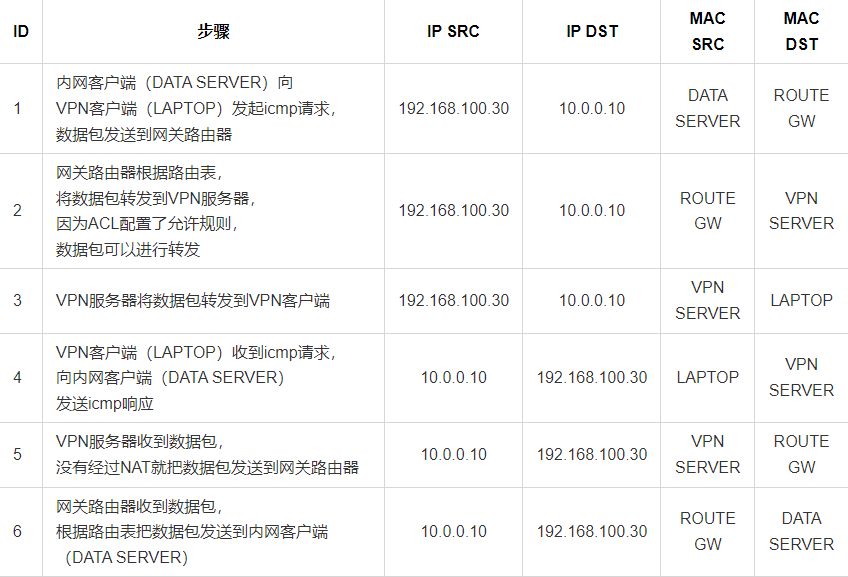 ID 步骤 IP SRC IP DST MAC SRC MAC DST
1
内网客户端（DATA SERVER）向
VPN客户端（LAPTOP）发起icmp请求，
数据包发送到网关路由器
192.168.100.30
10.0.0.10
DATA
SERVER
ROUTE
GW
2
网关路由器根据路由表，
将数据包转发到VPN服务器，
因为ACL配置了允许规则，
数据包可以进行转发
192.168.100.30
10.0.0.10
ROUTE
GW
VPN
SERVER
3
VPN服务器将数据包转发到VPN客户端
192.168.100.30
10.0.0.10
VPN
SERVER
LAPTOP
4
VPN客户端（LAPTOP）收到icmp请求，
向内网客户端（DATA SERVER）
发送icmp响应
10.0.0.10
192.168.100.30
LAPTOP
VPN
SERVER
5
VPN服务器收到数据包，
没有经过NAT就把数据包发送到网关路由器
10.0.0.10
192.168.100.30
VPN
SERVER
ROUTE
GW
6
网关路由器收到数据包，
根据路由表把数据包发送到内网客户端
（DATA SERVER）
10.0.0.10
192.168.100.30
ROUTE
GW
DATA
SERVER